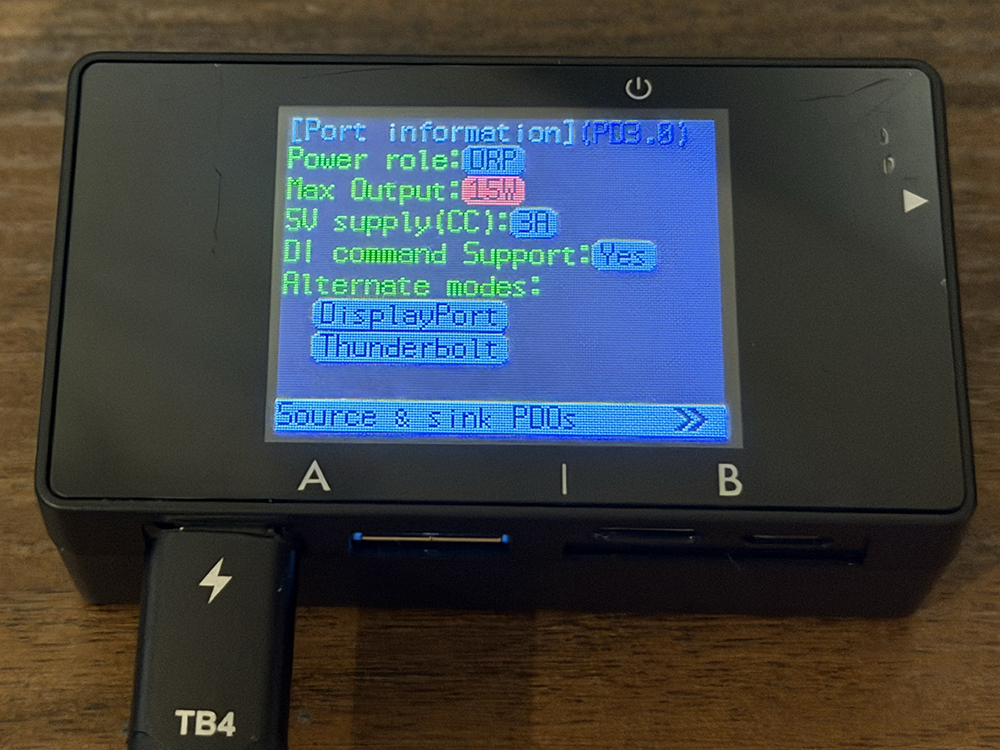 [Port information](PD3.0)
Power role:DRP
Max Output:15W
5V supply(CC):3A
DI command Support:Yes
Alternate modes:
DisplayPort
Thunderbolt
Source & sink PDOs
A | B
TB4